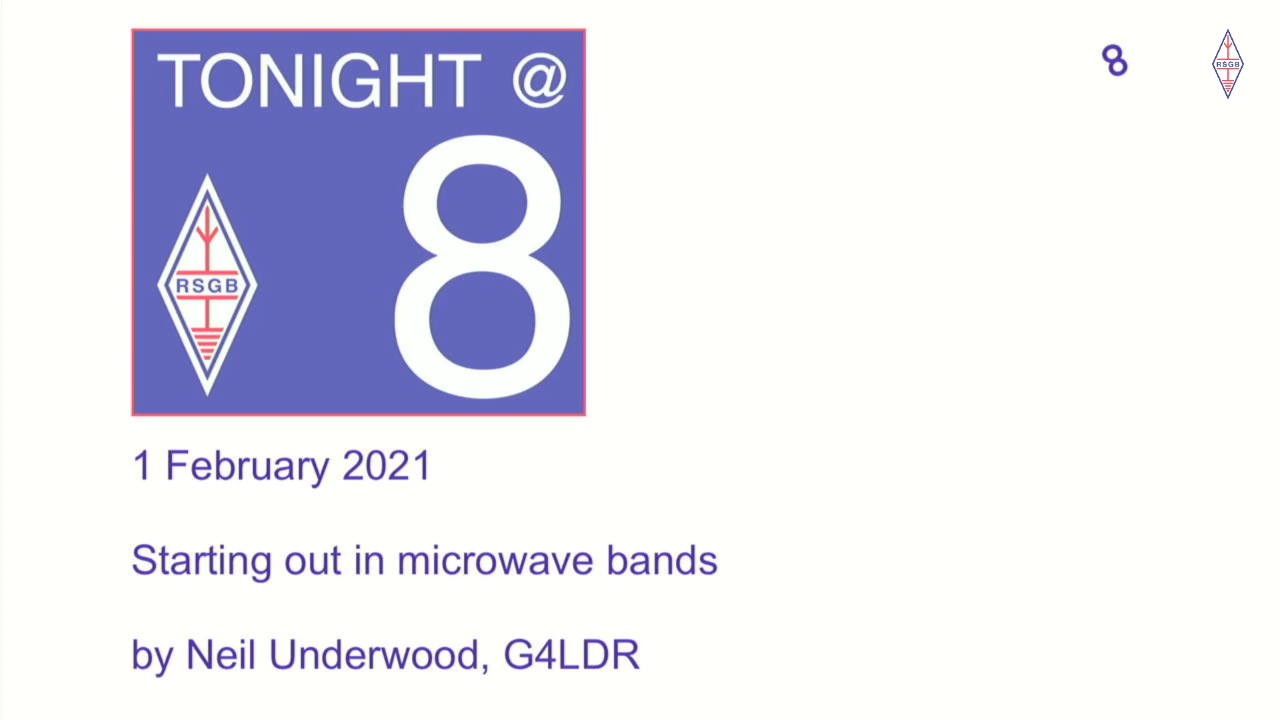 TONIGHT @
8
RSGB
8
RSGB
1 February 2021
Starting out in microwave bands
by Neil Underwood, G4LDR